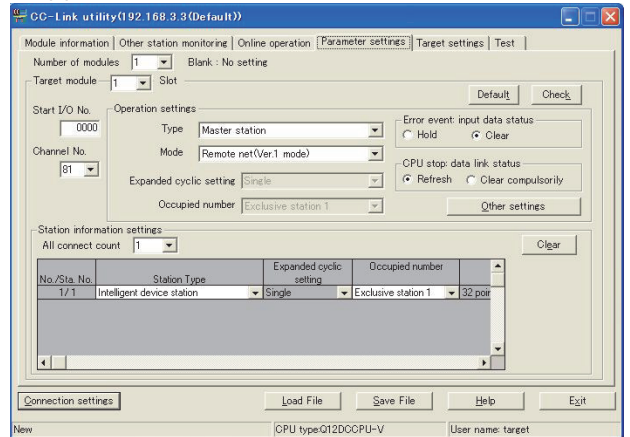 CC-Link utility(192.168.3.3(Default))
Module information Other station monitoring Online operation Parameter settings Target settings Test
Number of modules 1 Blank : No setting
Target module 1 Slot
Default Check
Start I/O No. Operation settings Error event: input data status
0000 Type Master station Hold Clear
Channel No. Mode Remote net(Ver.1 mode)
81 CPU stop: data link status
Expanded cyclic setting Single Refresh Clear compulsorily
Occupied number Exclusive station 1 Other settings
Station information settings
All connect count 1 Clear
No./Sta. No. Station Type Expanded cyclic setting Occupied number
1/1 Intelligent device station Single Exclusive station 1 32 poin
Connection settings Load File Save File Help Exit
New CPU type:Q12DCCPU-V User name: target